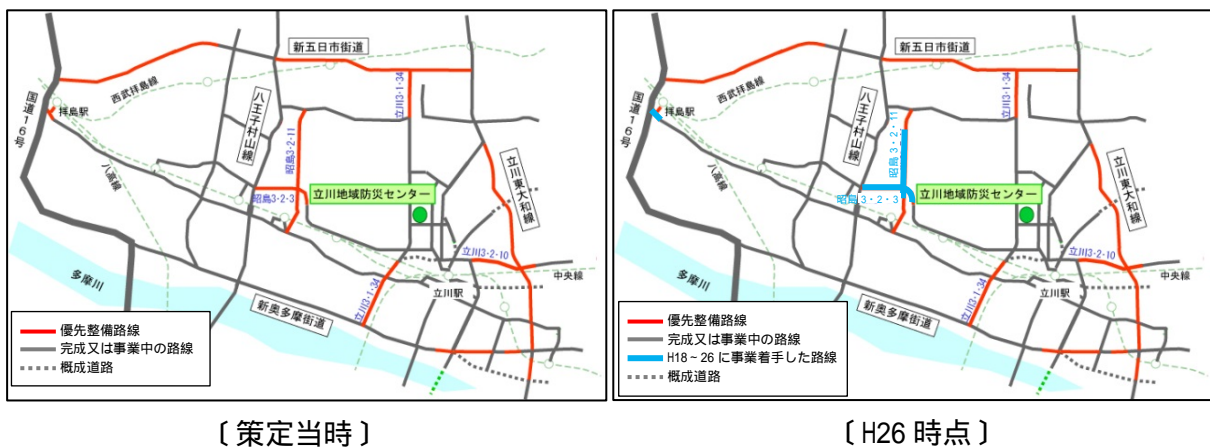 新五日市街道
西武拝島線
拝島駅
国道16号
八高線
八王子村山線
昭島3・2・11
立川3・1・34
昭島3・2・3
立川地域防災センター
立川東大和線
立川3・2・10
中央線
立川駅
立川3・1・34
多摩川
新奥多摩街道
優先整備路線
完成又は事業中の路線
概成道路
〔策定当時〕
新五日市街道
西武拝島線
拝島駅
国道16号
八高線
八王子村山線
昭島3・2・11
立川3・1・34
昭島3・2・3
立川地域防災センター
立川東大和線
立川3・2・10
中央線
立川駅
立川3・1・34
多摩川
新奥多摩街道
優先整備路線
完成又は事業中の路線
H18~26に事業着手した路線
概成道路
〔H26時点〕